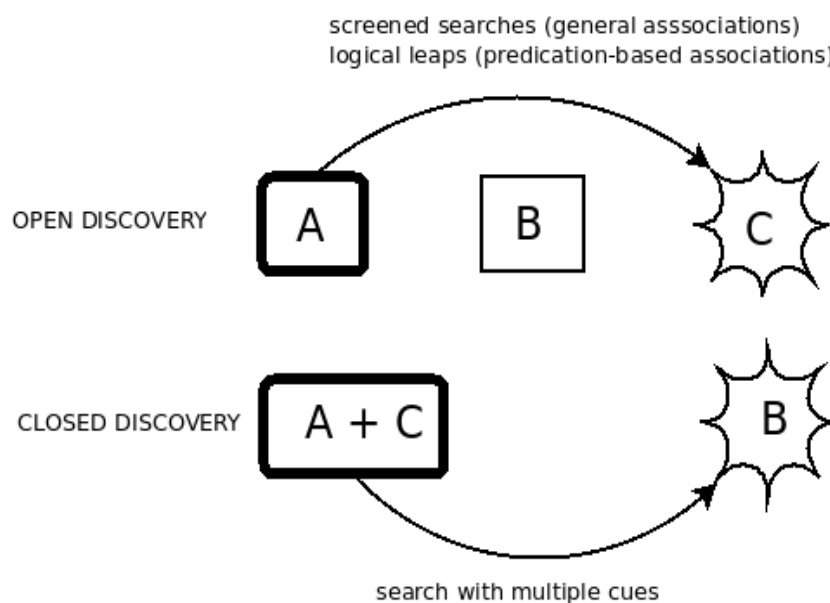 screened searches (general asssociations)
logical leaps (predication-based associations)
OPEN DISCOVERY
A
B
C
CLOSED DISCOVERY
A + C
B
search with multiple cues